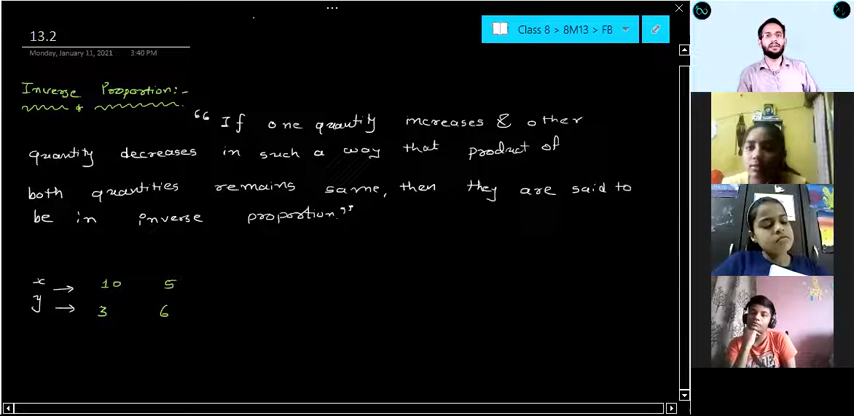 13.2
Monday, January 11, 2021 3:40 PM
Class 8 > 8M13 > FB
Inverse Proportion:-
"If one quantity increases & other
quantity decreases in such a way that product of
both quantities remains same, then they are said to
be in inverse proportion."
x → 10 5
y → 3 6